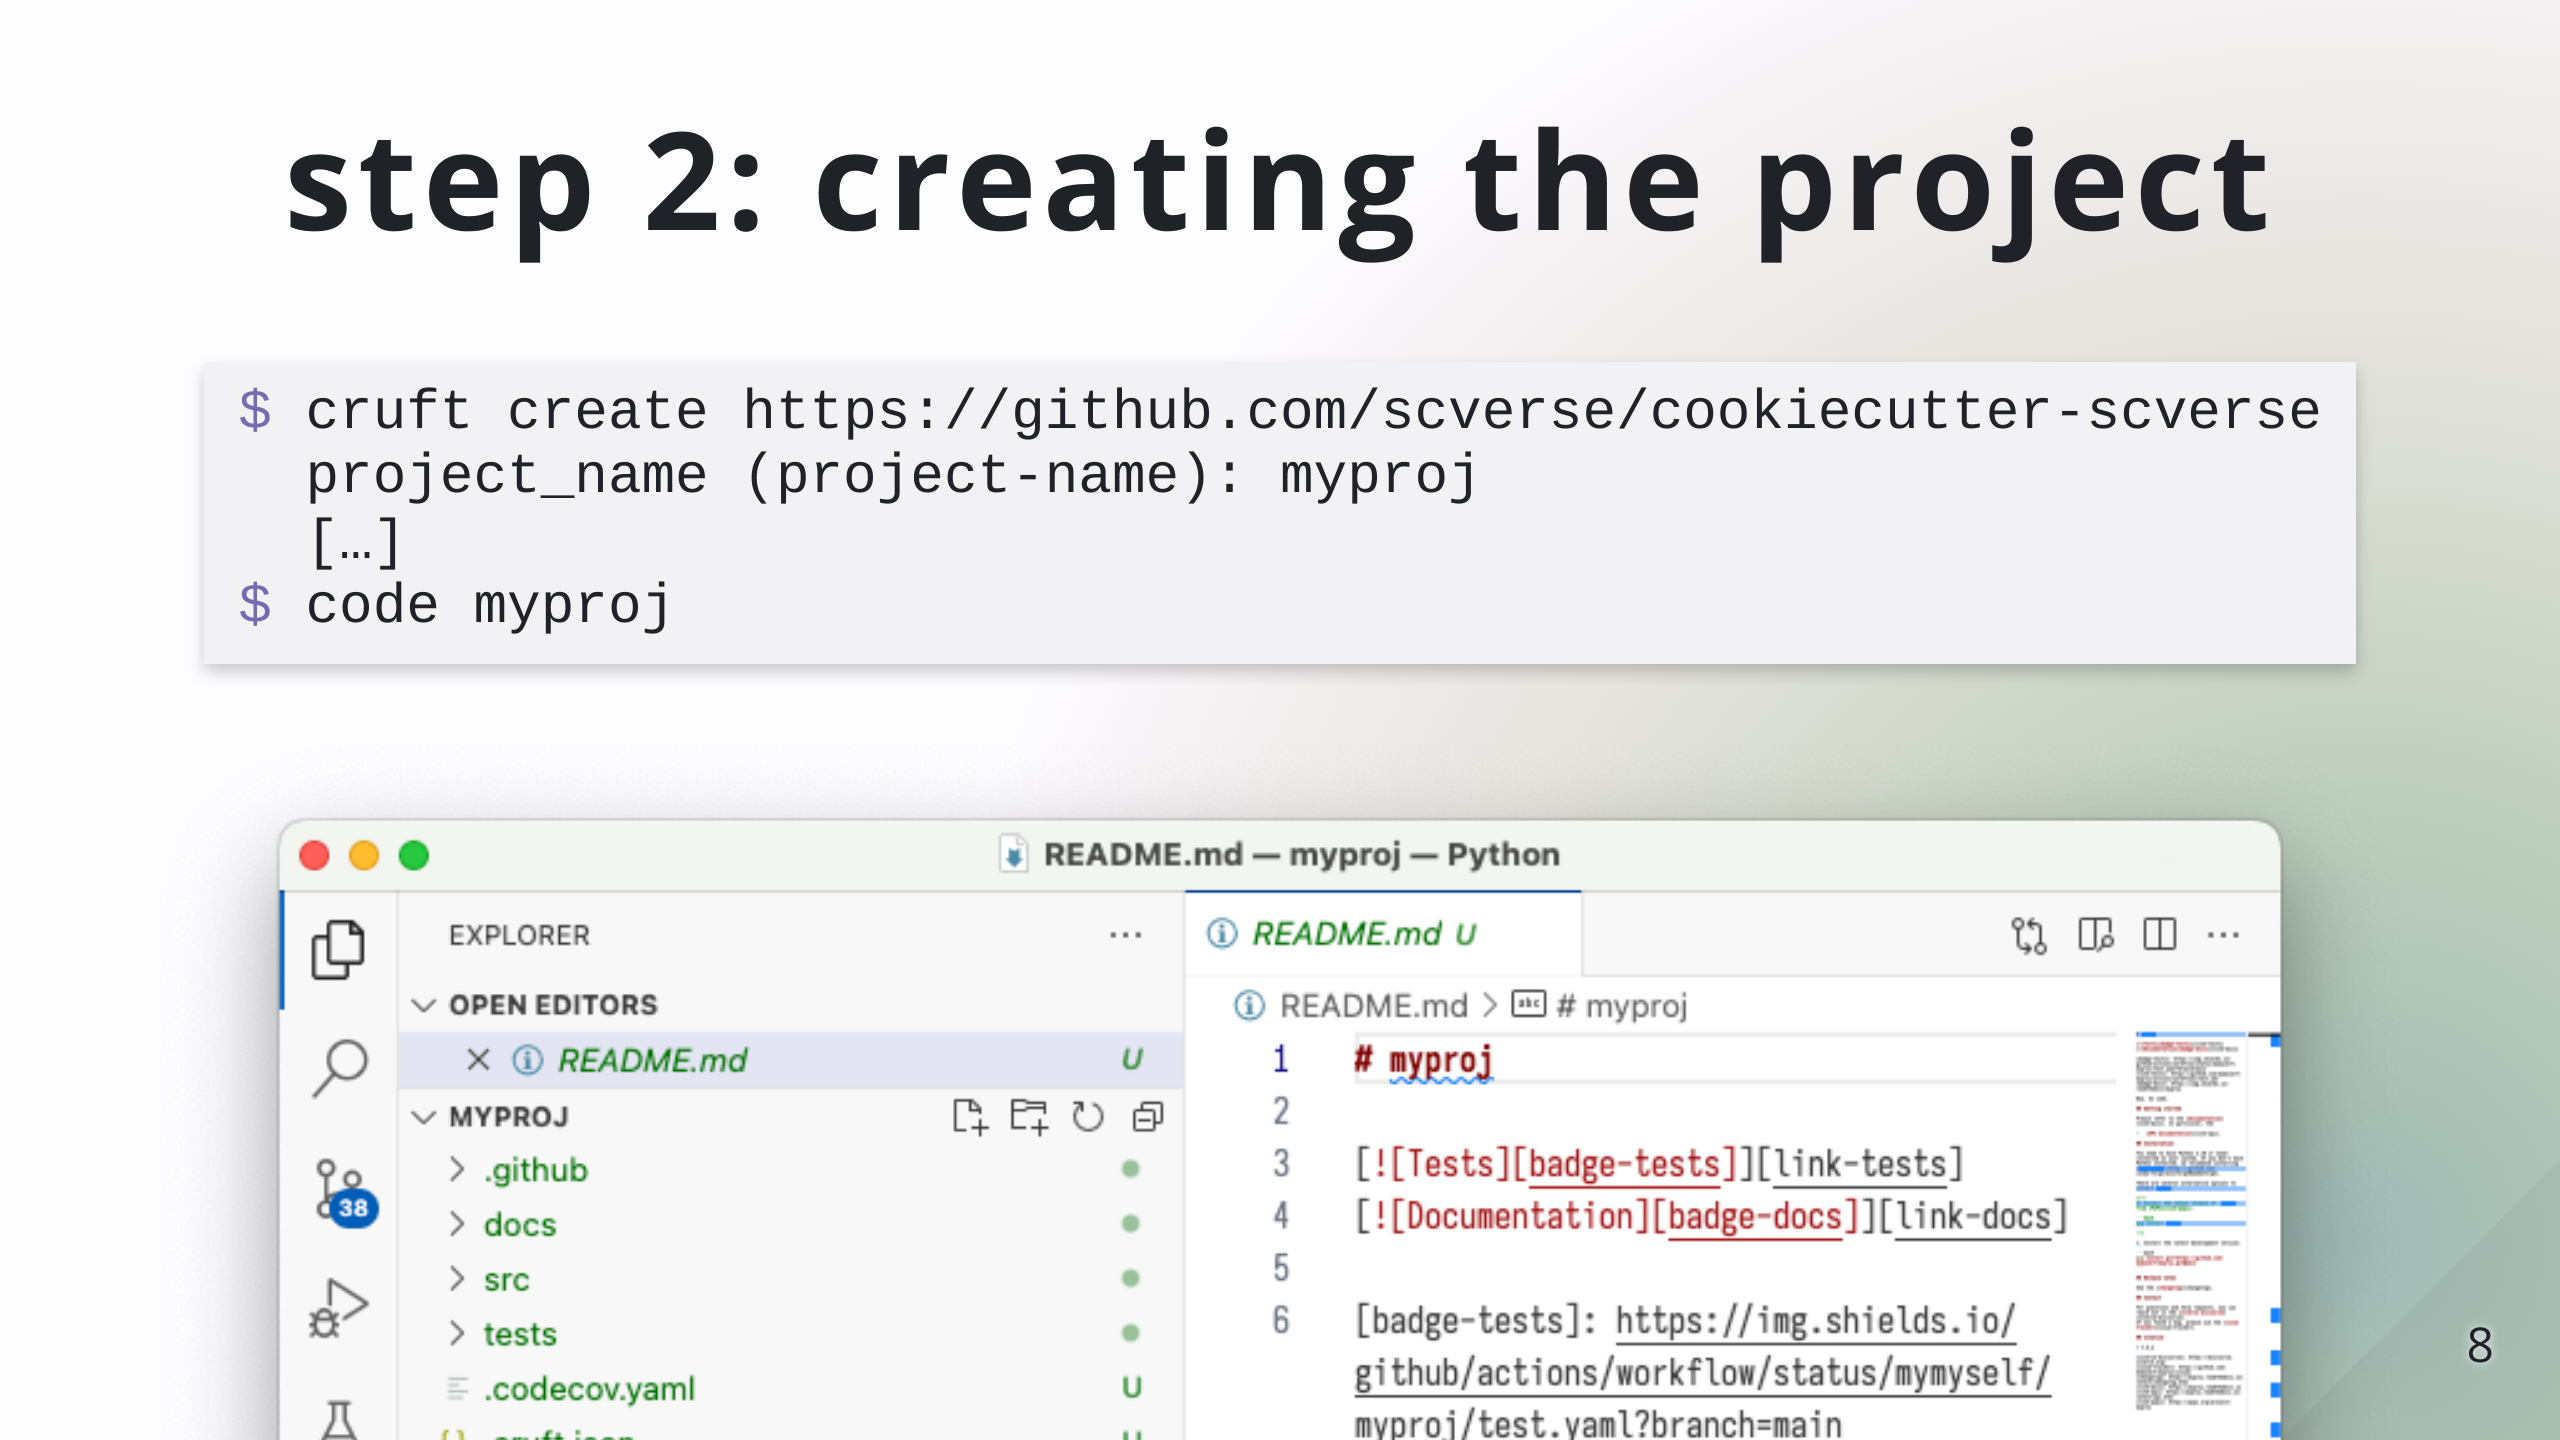 step 2: creating the project
$ cruft create https://github.com/scverse/cookiecutter-scverse
project_name (project-name): myproj
[…]
$ code myproj
README.md — myproj — Python
EXPLORER
OPEN EDITORS
README.md U
MYPROJ
.github
docs
src
tests
.codecov.yaml U
.cruft.json U
38
README.md U
README.md > # myproj
1 # myproj
2
3 [![Tests][badge-tests]][link-tests]
4 [![Documentation][badge-docs]][link-docs]
5
6 [badge-tests]: https://img.shields.io/
github/actions/workflow/status/mymyself/
myproj/test.yaml?branch=main
8